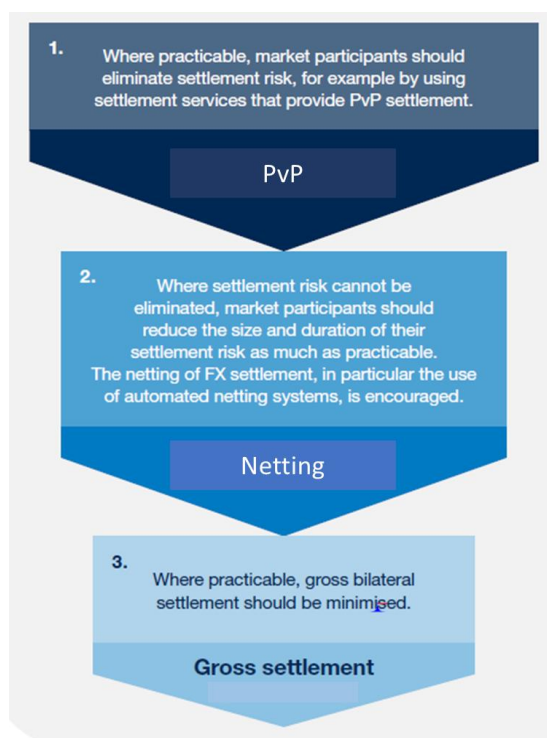 1.
Where practicable, market participants should
eliminate settlement risk, for example by using
settlement services that provide PvP settlement.
PvP
2.
Where settlement risk cannot be
eliminated, market participants should
reduce the size and duration of their
settlement risk as much as practicable.
The netting of FX settlement, in particular the use
of automated netting systems, is encouraged.
Netting
3.
Where practicable, gross bilateral
settlement should be minimised.
Gross settlement